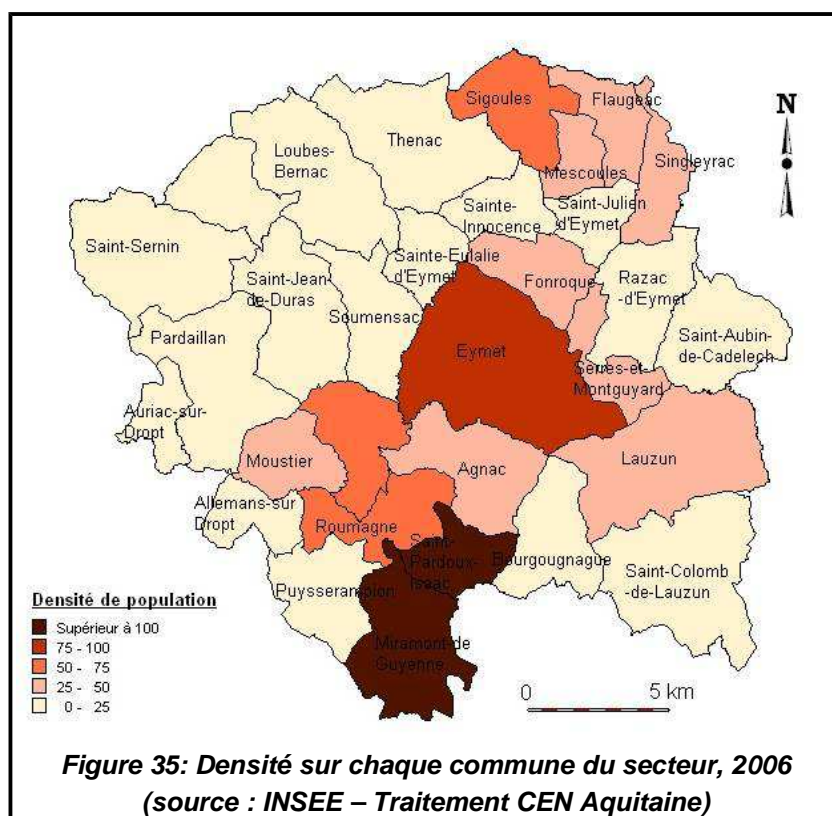 Sigoules
Flaugeac
N
Thenac
Loubes-
Bernac
Mescoules
Singleyrac
Sainte-
Innocence
Saint-Julien
d'Eymet
Saint-Sernin
Sainte-Eulalie
d'Eymet
Saint-Jean-
de-Duras
Fonroque
Razac
-d'Eymet
Soumensac
Pardaillan
Saint-Aubin-
de-Cadelech
Eymet
Serres-et-
Montguyard
Auriac-sur-
Dropt
Moustier
Agnac
Lauzun
Allemans-sur
Dropt
Roumagne
Saint-
Pardoux-
Isaac
Bourgougnague
Saint-Colomb
-de-Lauzun
Puysserampion
Miramont-de
Guyenne
Densité de population
Supérieur à 100
75 - 100
50 - 75
25 - 50
0 - 25
0 5 km
Figure 35: Densité sur chaque commune du secteur, 2006
(source : INSEE – Traitement CEN Aquitaine)